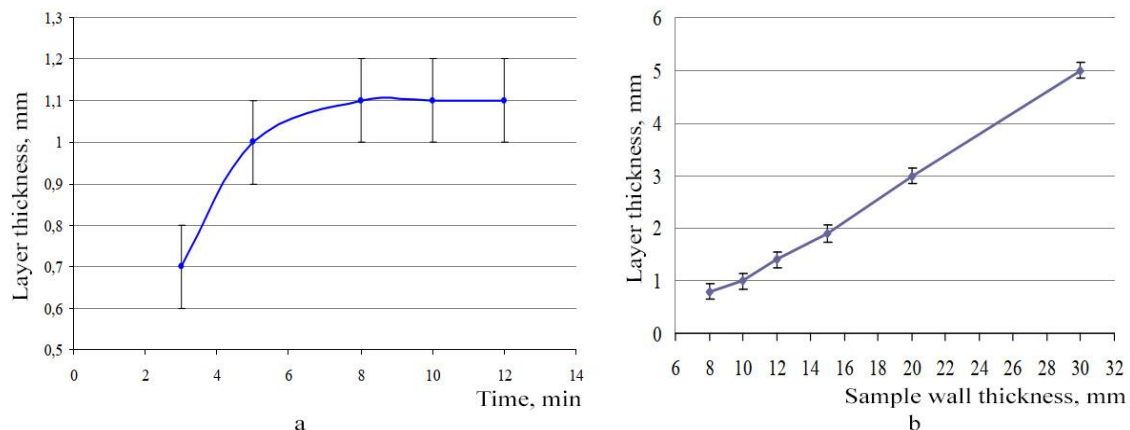 1,3
1,2
1,1
1
0,9
0,8
0,7
0,6
0,5
Layer thickness, mm
0 2 4 6 8 10 12 14
Time, min
a
6
5
4
3
2
1
0
Layer thickness, mm
6 8 10 12 14 16 18 20 22 24 26 28 30 32
Sample wall thickness, mm
b